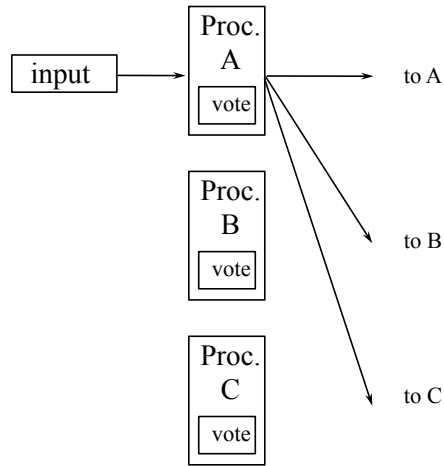 input
Proc.
A
vote
to A
Proc.
B
vote
to B
Proc.
C
vote
to C